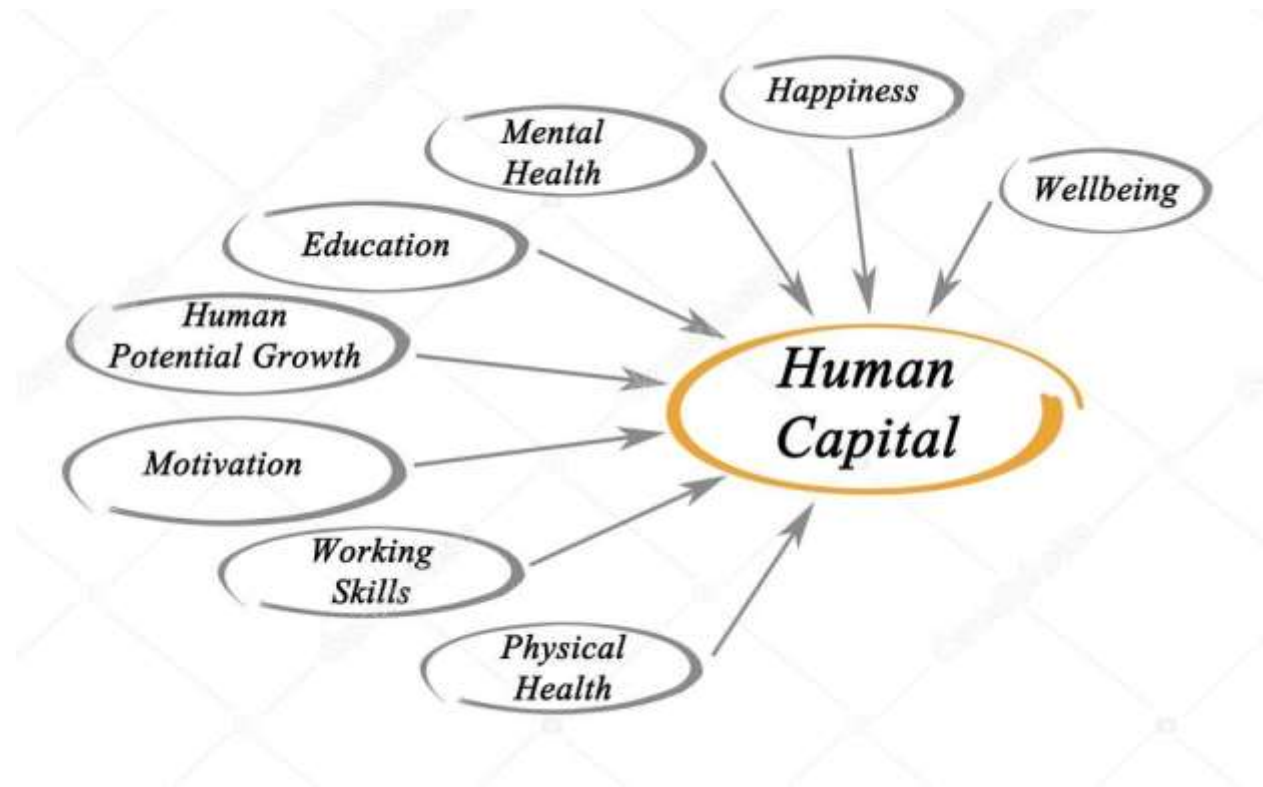 Happiness
Mental
Health
Wellbeing
Education
Human
Potential Growth
Human
Capital
Motivation
Working
Skills
Physical
Health